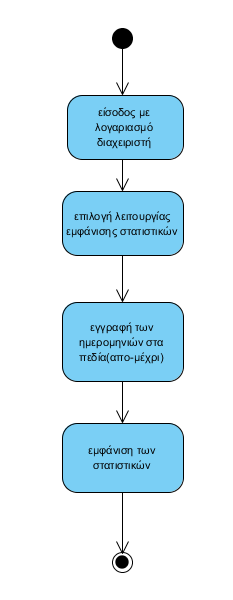 είσοδος με
λογαριασμό
διαχειριστή
επιλογή λειτουργίας
εμφάνισης στατιστικών
εγγραφή των
ημερομηνιών στα
πεδία(απο-μέχρι)
εμφάνιση των
στατιστικών